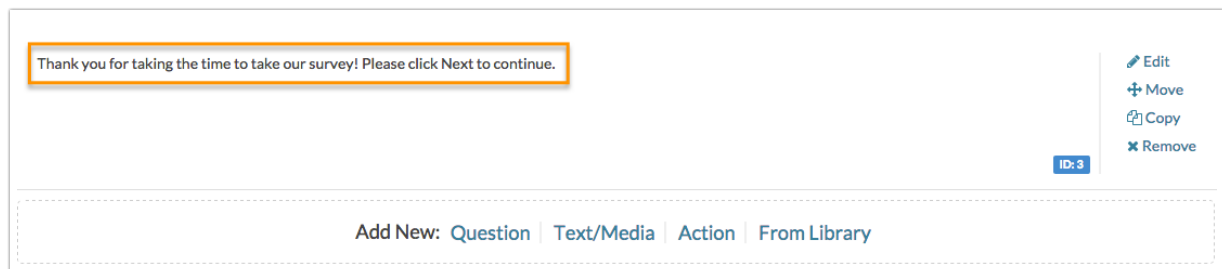 Thank you for taking the time to take our survey! Please click Next to continue.
Edit
Move
Copy
Remove
ID: 3
Add New: Question Text/Media Action From Library